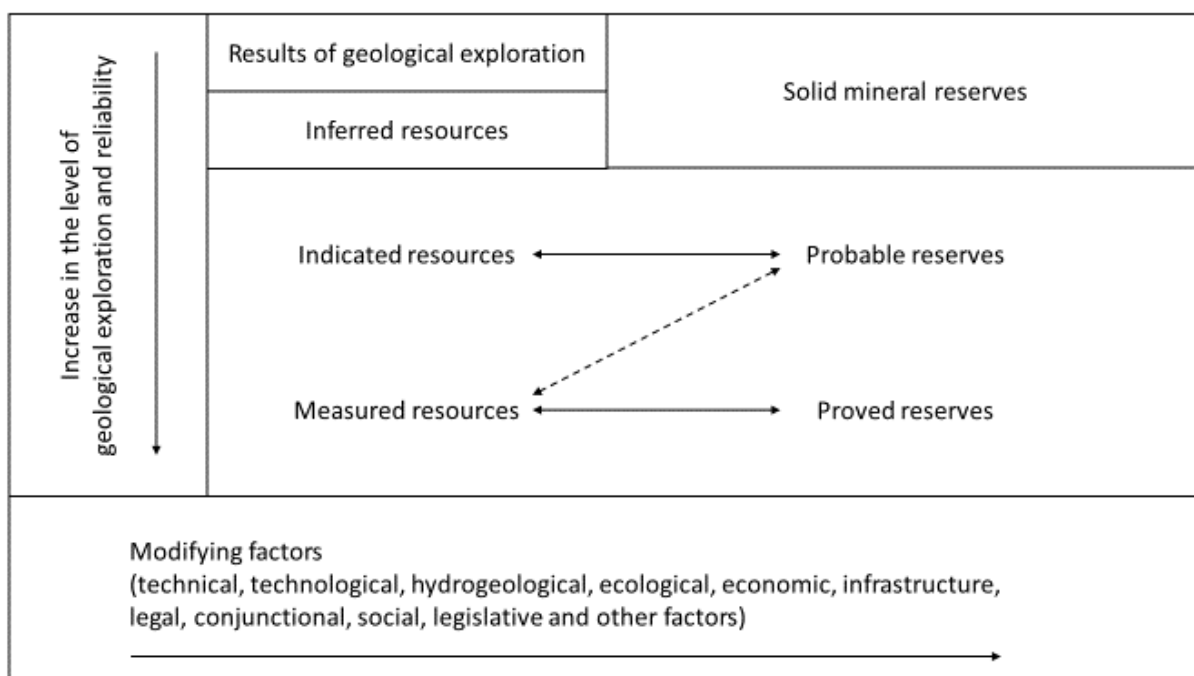 Increase in the level of
geological exploration and reliability
Results of geological exploration
Inferred resources
Solid mineral reserves
Indicated resources
Probable reserves
Measured resources
Proved reserves
Modifying factors
(technical, technological, hydrogeological, ecological, economic, infrastructure,
legal, conjunctional, social, legislative and other factors)